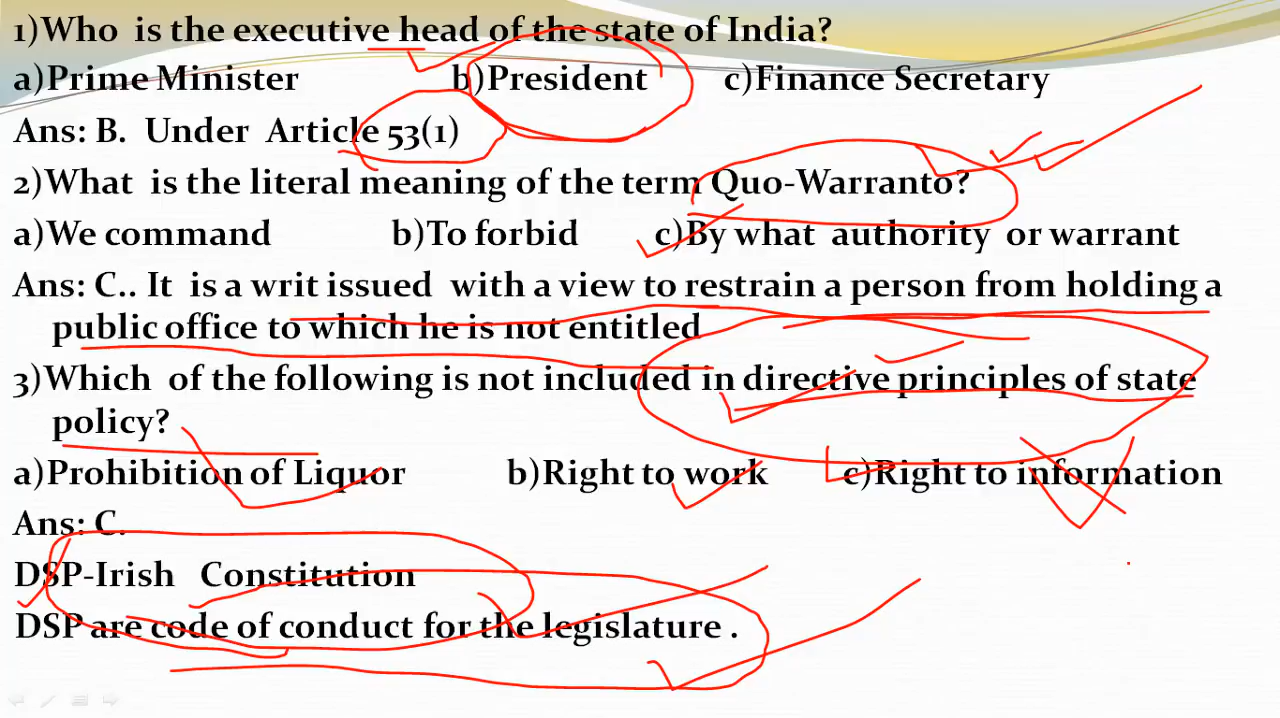 1)Who is the executive head of the state of India?
a)Prime Minister b)President c)Finance Secretary
Ans: B. Under Article 53(1)
2)What is the literal meaning of the term Quo-Warranto?
a)We command b)To forbid c)By what authority or warrant
Ans: C.. It is a writ issued with a view to restrain a person from holding a
public office to which he is not entitled
3)Which of the following is not included in directive principles of state
policy?
a)Prohibition of Liquor b)Right to work c)Right to information
Ans: C.
DSP-Irish Constitution
DSP are code of conduct for the legislature .